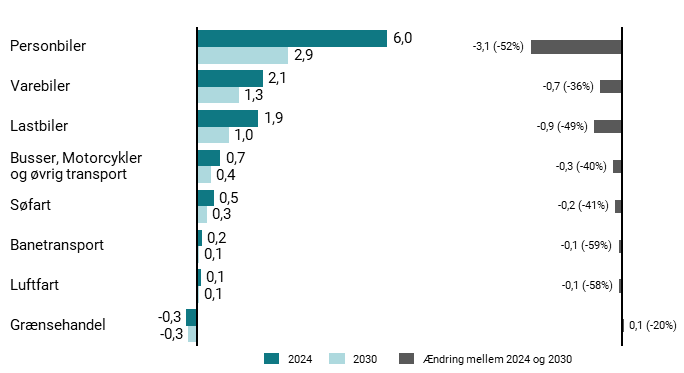 Personbiler 6,0 -3,1 (-52%)
2,9
Varebiler 2,1 -0,7 (-36%)
1,3
Lastbiler 1,9 -0,9 (-49%)
1,0
Busser, Motorcykler 0,7
og øvrig transport 0,4 -0,3 (-40%)
Søfart 0,5 -0,2 (-41%)
0,3
Banetransport 0,2 -0,1 (-59%)
0,1
Luftfart 0,1 -0,1 (-58%)
0,1
Grænsehandel -0,3 0,1 (-20%)
-0,3
2024 2030 Ændring mellem 2024 og 2030